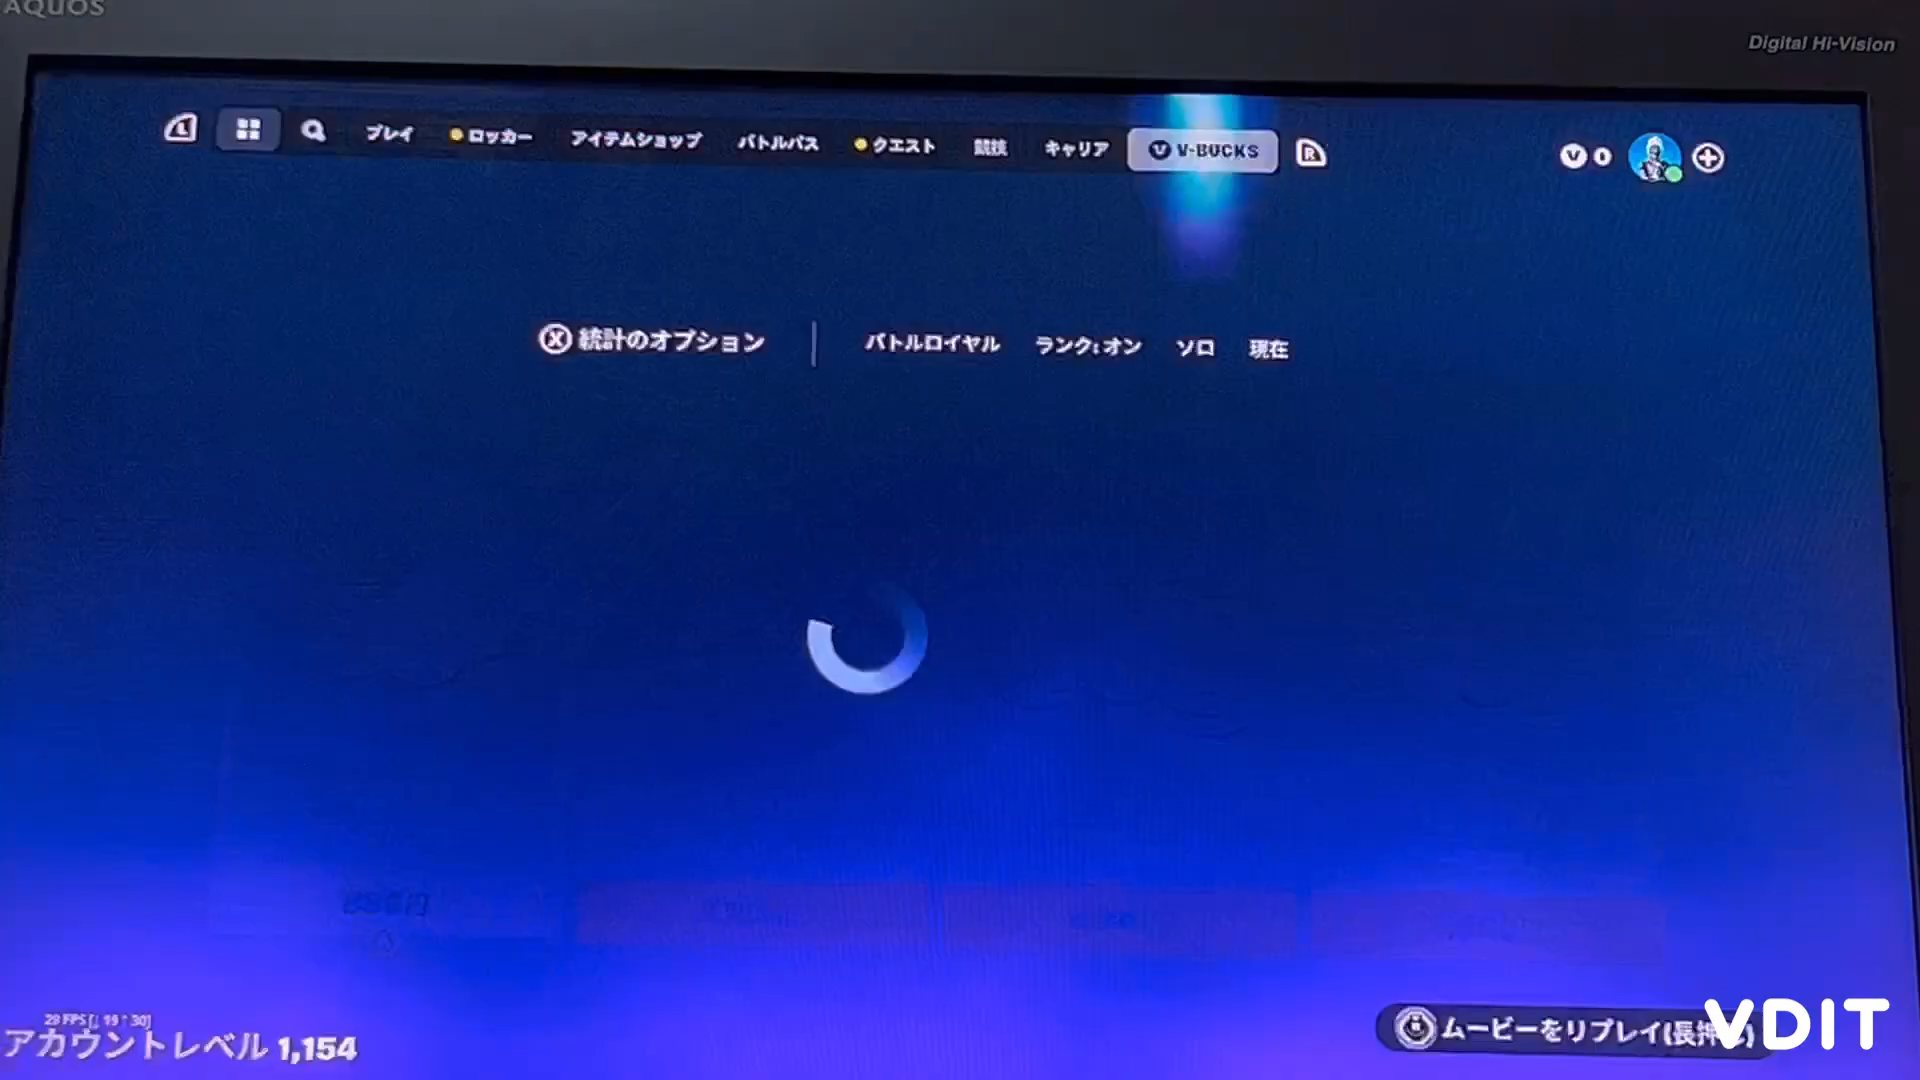 AQUOS
Digital Hi-Vision
L プレイ ロッカー アイテムショップ バトルパス クエスト 競技 キャリア V-BUCKS R V 0
X 統計のオプション バトルロイヤル ランク:オン ソロ 現在
アカウントレベル 1,154
ムービーをリプレイ(長押し)
VDIT